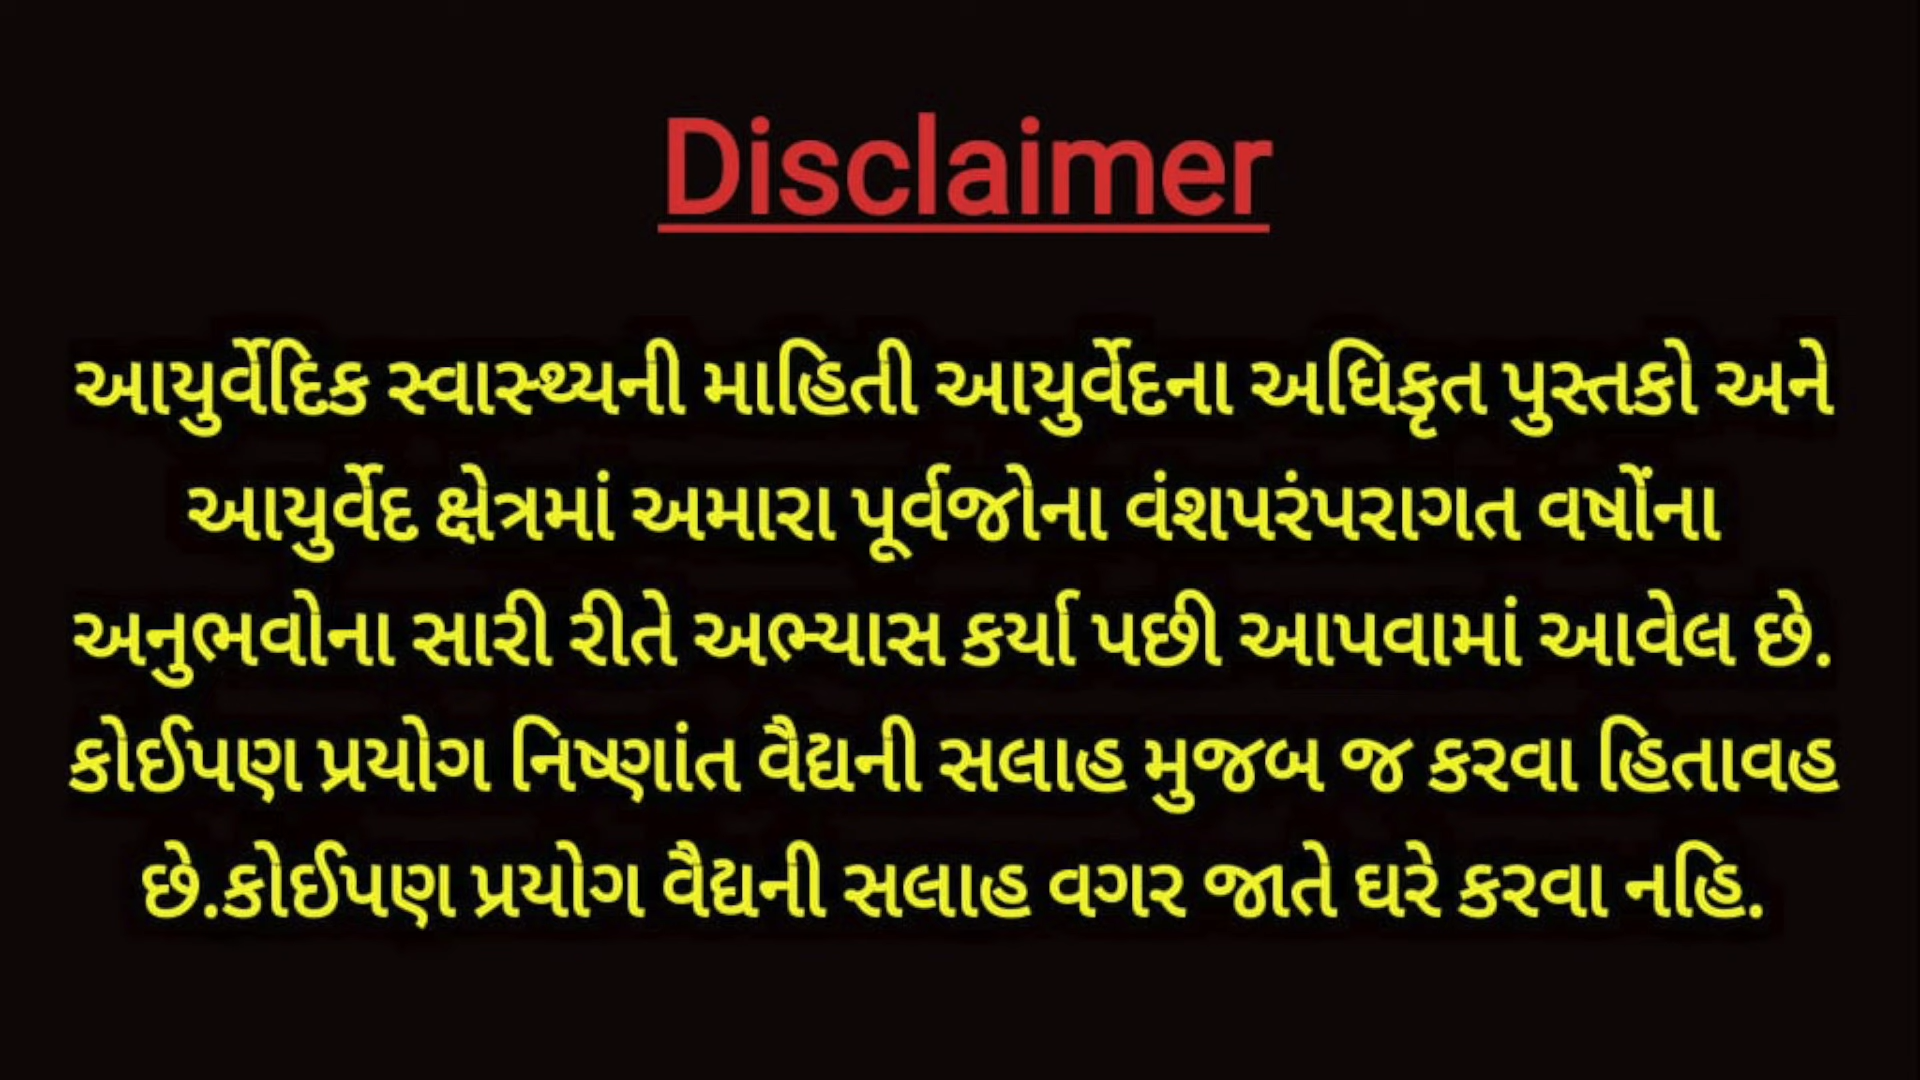 Disclaimer
આયુર્વેદિક સ્વાસ્થ્યની માહિતી આયુર્વેદના અધિકૃત પુસ્તકો અને
આયુર્વેદ ક્ષેત્રમાં અમારા પૂર્વજોના વંશપરંપરાગત વર્ષોના
અનુભવોના સારી રીતે અભ્યાસ કર્યા પછી આપવામાં આવેલ છે.
કોઈપણ પ્રયોગ નિષ્ણાંત વૈદ્યની સલાહ મુજબ જ કરવા હિતાવહ
છે.કોઈપણ પ્રયોગ વૈદ્યની સલાહ વગર જાતે ઘરે કરવા નહિ.